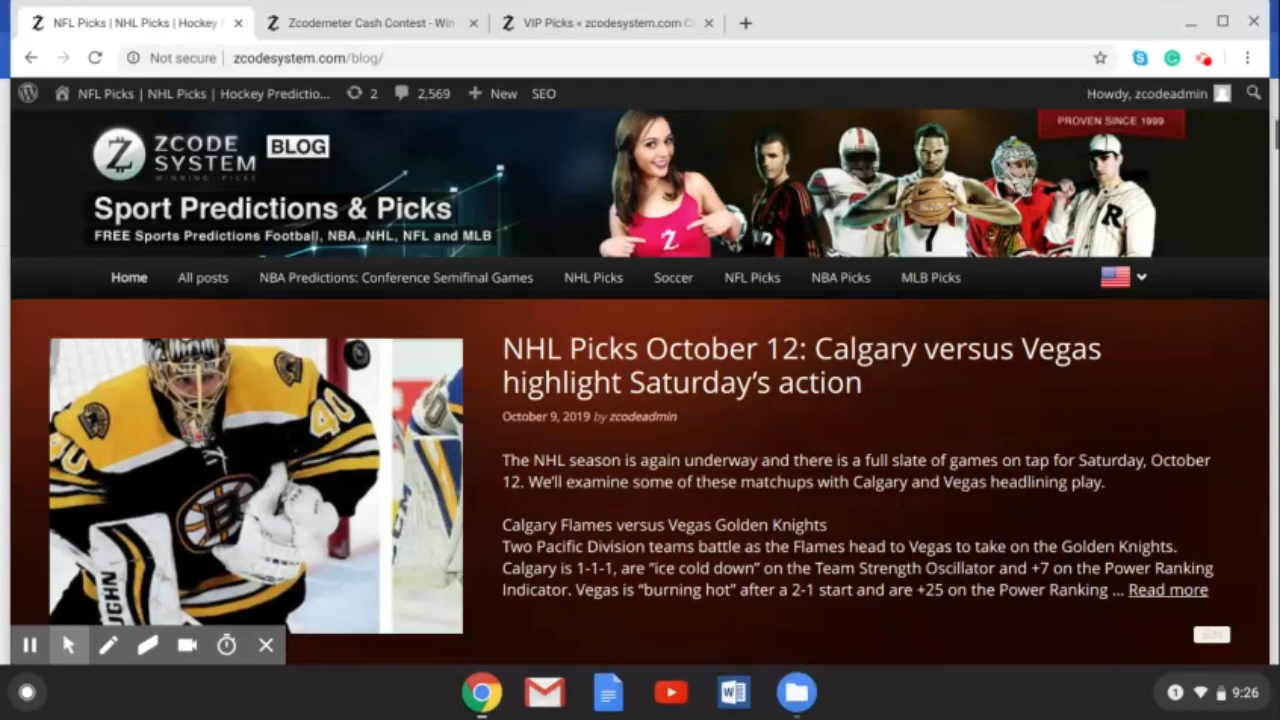 NFL Picks | NHL Picks | Hockey
Zcodemeter Cash Contest - Win
VIP Picks « zcodesystem.com C
Not secure | zcodesystem.com/blog/
NFL Picks | NHL Picks | Hockey Predictio...
2
2,569
New
SEO
Howdy, zcodeadmin
PROVEN SINCE 1999
Z
ZCODE
SYSTEM
WINNING PICKS
BLOG
Sport Predictions & Picks
FREE Sports Predictions Football, NBA, NHL, NFL and MLB
Z
7
R
Home
All posts
NBA Predictions: Conference Semifinal Games
NHL Picks
Soccer
NFL Picks
NBA Picks
MLB Picks
NHL Picks October 12: Calgary versus Vegas
highlight Saturday's action
October 9, 2019 by zcodeadmin
The NHL season is again underway and there is a full slate of games on tap for Saturday, October
12. We'll examine some of these matchups with Calgary and Vegas headlining play.
Calgary Flames versus Vegas Golden Knights
Two Pacific Division teams battle as the Flames head to Vegas to take on the Golden Knights.
Calgary is 1-1-1, are "ice cold down" on the Team Strength Oscillator and +7 on the Power Ranking
Indicator. Vegas is "burning hot" after a 2-1 start and are +25 on the Power Ranking ... Read more
40
B
UGHN
1
9:26